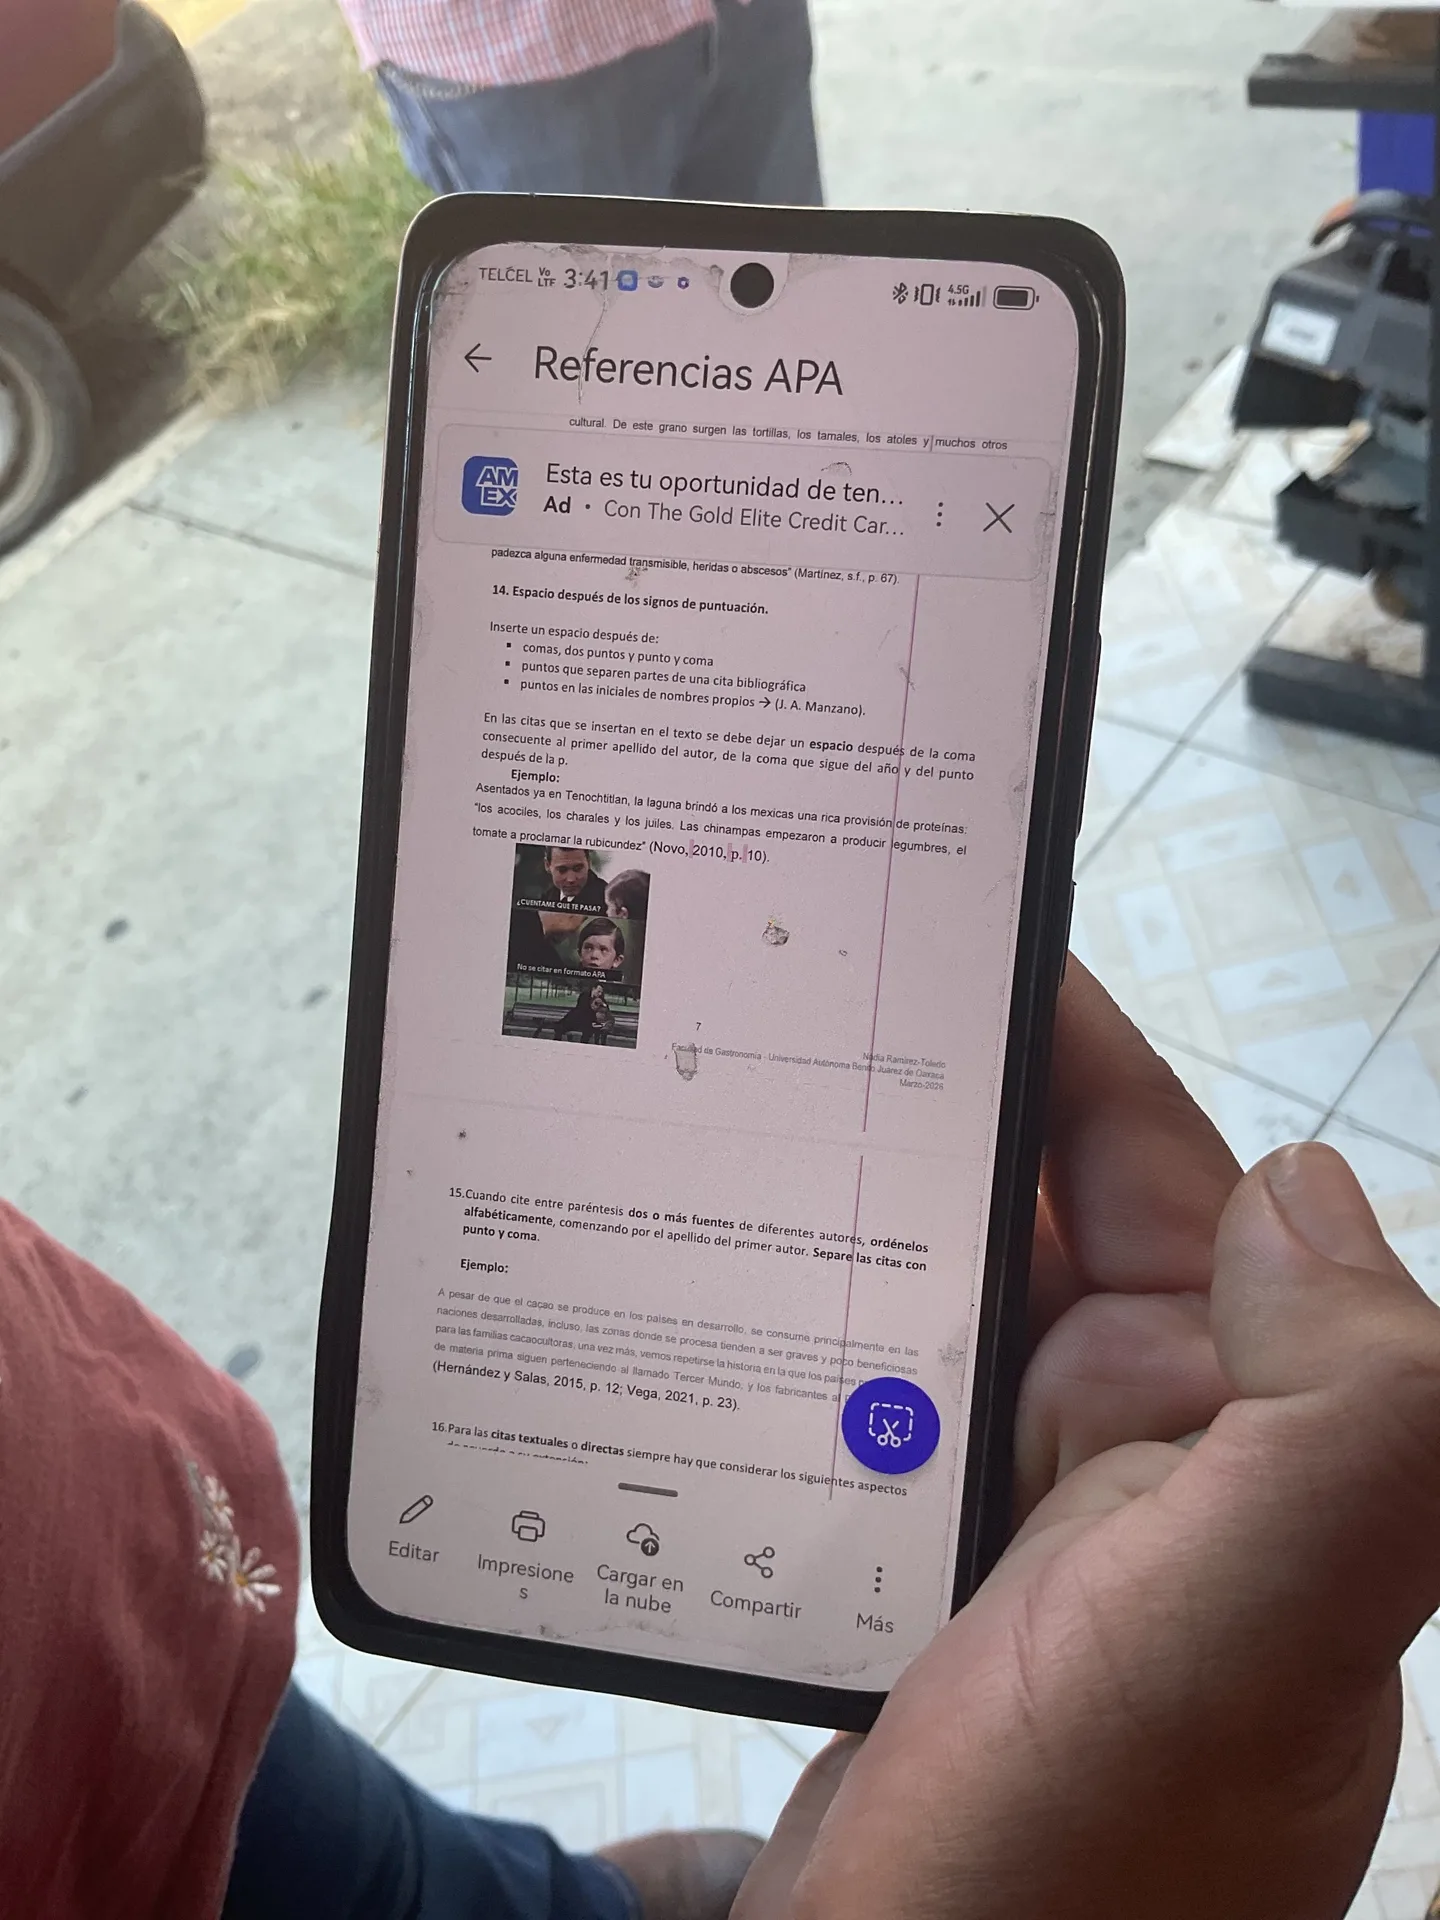 TELCEL Vo LTE 3:41 4.5G
← Referencias APA
cultural. De este grano surgen las tortillas, los tamales, los atoles y muchos otros
AM EX
Esta es tu oportunidad de ten...
Ad • Con The Gold Elite Credit Car...
padezca alguna enfermedad transmisible, heridas o abscesos" (Martínez, s.f., p. 67).
14. Espacio después de los signos de puntuación.
Inserte un espacio después de:
▪ comas, dos puntos y punto y coma
▪ puntos que separen partes de una cita bibliográfica
▪ puntos en las iniciales de nombres propios → (J. A. Manzano).
En las citas que se insertan en el texto se debe dejar un espacio después de la coma
consecuente al primer apellido del autor, de la coma que sigue del año y del punto
después de la p.
Ejemplo:
Asentados ya en Tenochtitlan, la laguna brindó a los mexicas una rica provisión de proteínas:
"los acociles, los charales y los juiles. Las chinampas empezaron a producir legumbres, el
tomate a proclamar la rubicundez" (Novo, 2010, p. 10).
¿CUENTAME QUE TE PASA?
No se citar en formato APA
7
Nadia Ramírez-Toledo
Facultad de Gastronomía - Universidad Autónoma Benito Juárez de Oaxaca
Marzo-2026
15.Cuando cite entre paréntesis dos o más fuentes de diferentes autores, ordénelos
alfabéticamente, comenzando por el apellido del primer autor. Separe las citas con
punto y coma.
Ejemplo:
A pesar de que el cacao se produce en los países en desarrollo, se consume principalmente en las
naciones desarrolladas, incluso, las zonas donde se procesa tienden a ser graves y poco beneficiosas
para las familias cacaocultoras, una vez más, vemos repetirse la historia en la que los países
de materia prima siguen perteneciendo al llamado Tercer Mundo, y los fabricantes al
(Hernández y Salas, 2015, p. 12; Vega, 2021, p. 23).
16.Para las citas textuales o directas siempre hay que considerar los siguientes aspectos
Editar
Impresiones
Cargar en la nube
Compartir
Más